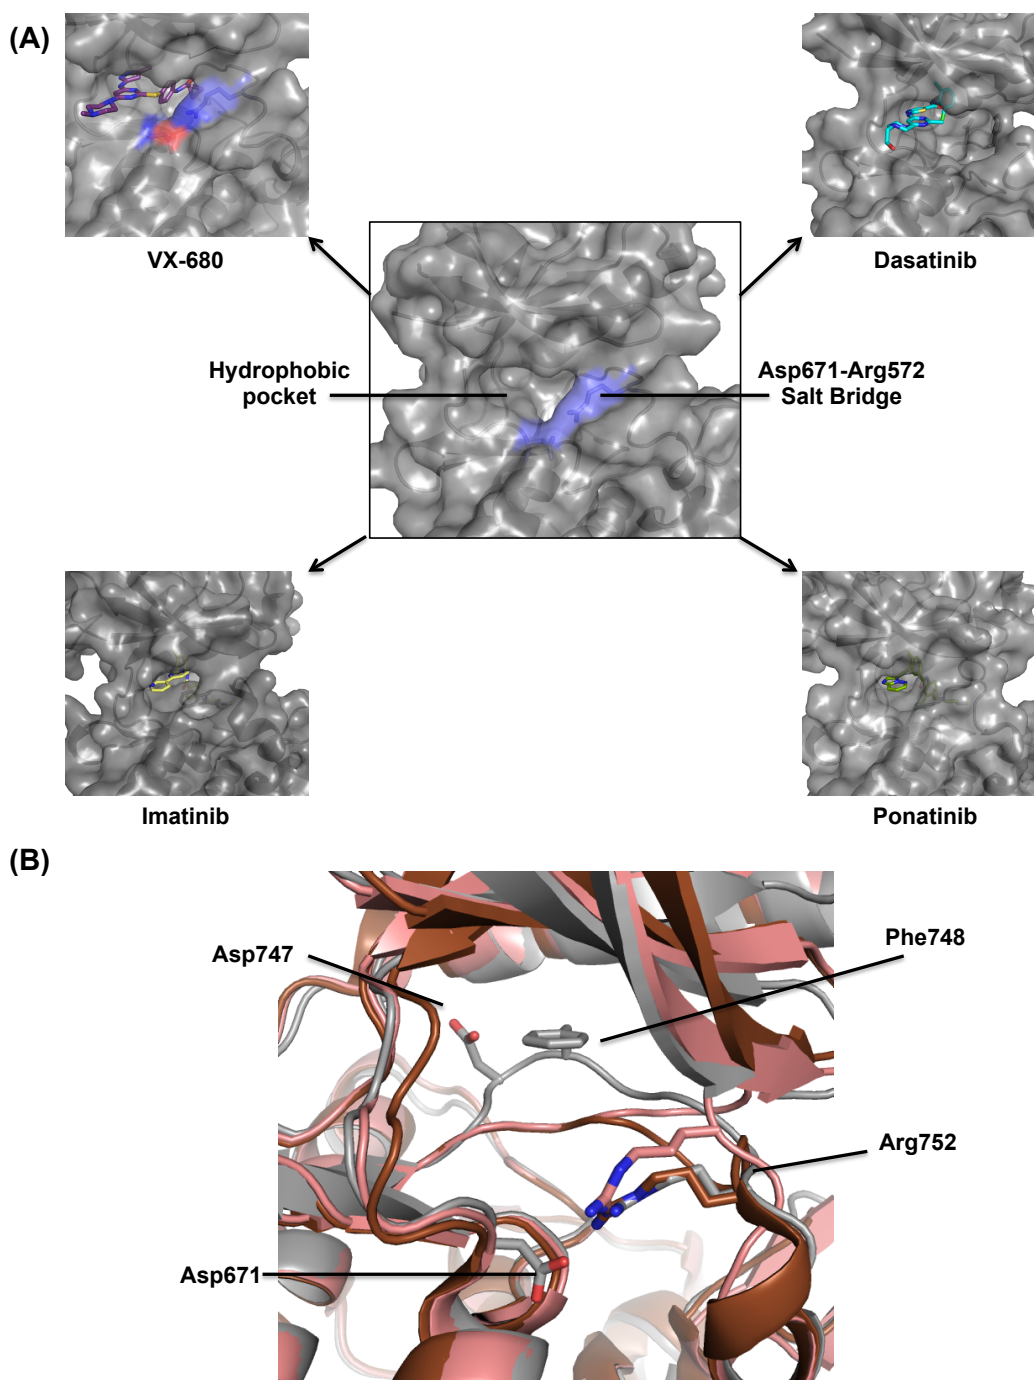 (A)
VX-680
Dasatinib
Hydrophobic
pocket
Asp671-Arg572
Salt Bridge
Imatinib
Ponatinib
(B)
Asp747
Phe748
Arg752
Asp671